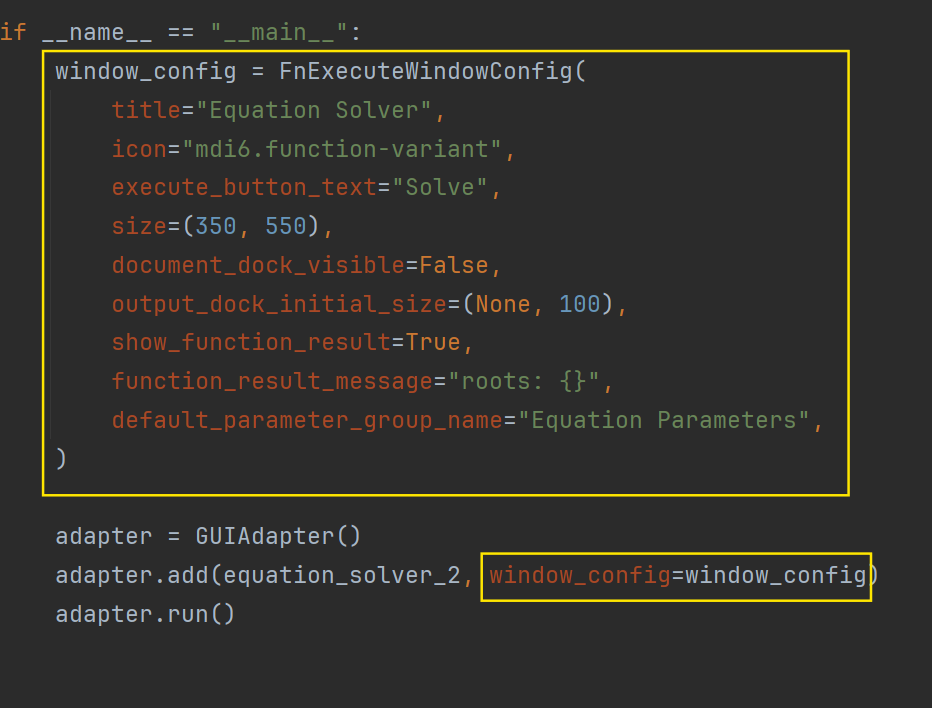 if __name__ == "__main__":
    window_config = FnExecuteWindowConfig(
        title="Equation Solver",
        icon="mdi6.function-variant",
        execute_button_text="Solve",
        size=(350, 550),
        document_dock_visible=False,
        output_dock_initial_size=(None, 100),
        show_function_result=True,
        function_result_message="roots: {}",
        default_parameter_group_name="Equation Parameters",
    )
    adapter = GUIAdapter()
    adapter.add(equation_solver_2, window_config=window_config)
    adapter.run()